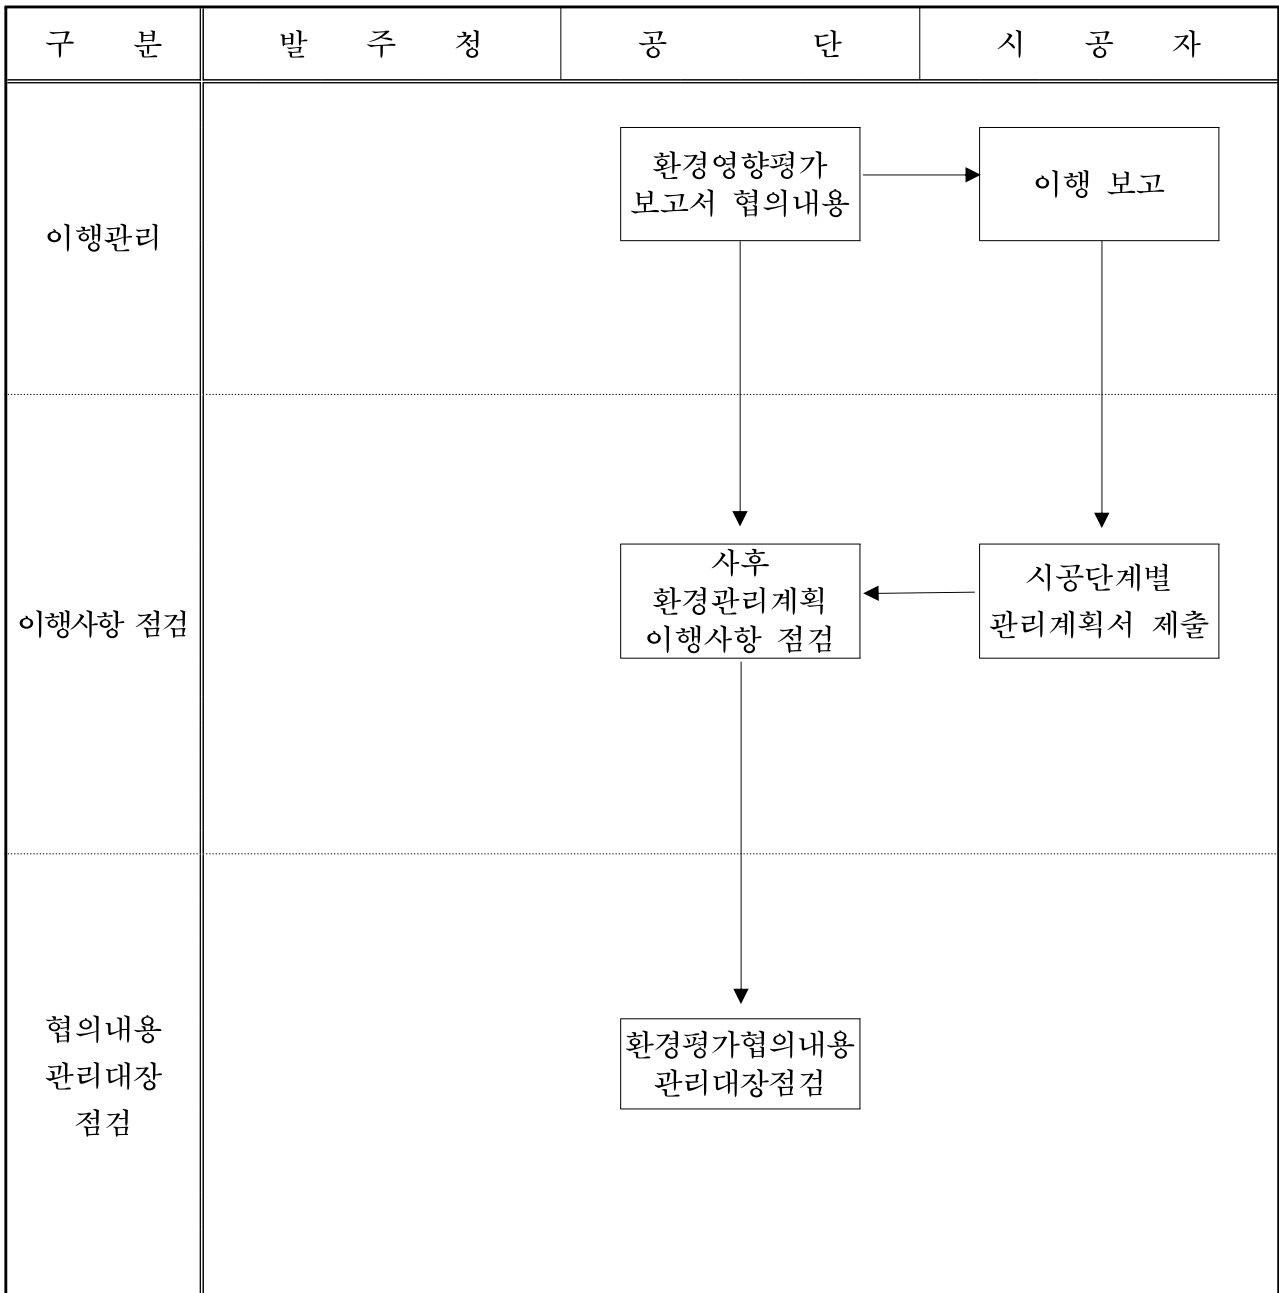 구 분
발 주 청
공 단
시 공 자
이행관리
환경영향평가
보고서 협의내용
이행 보고
이행사항 점검
사후
환경관리계획
이행사항 점검
시공단계별
관리계획서 제출
협의내용
관리대장
점검
환경평가협의내용
관리대장점검